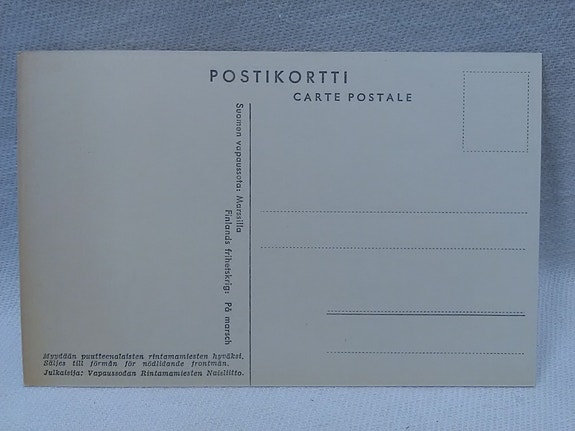 POSTIKORTTI
CARTE POSTALE
Suomen vapaussota: Marssilla
Finlands frihetskrig: På marsch
Myydään puutteenalaisten rintamamiesten hyväksi.
Säljes till förmån för nödlidande frontmän.
Julkaisija: Vapaussodan Rintamamiesten Naisliitto.